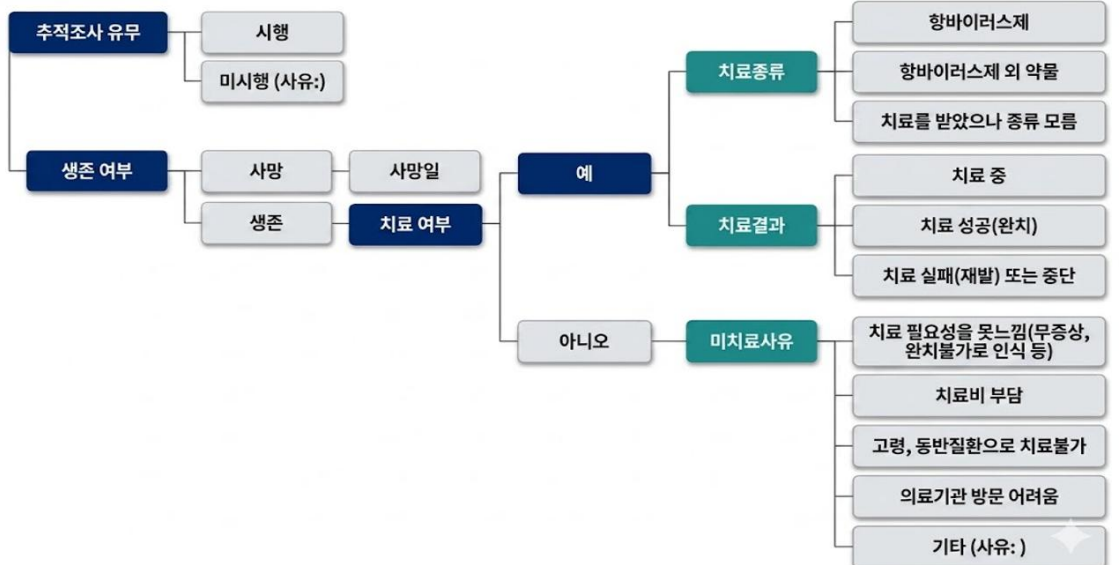 추적조사 유무
시행
미시행 (사유:)
생존 여부
사망
사망일
생존
치료 여부
예
치료종류
항바이러스제
항바이러스제 외 약물
치료를 받았으나 종류 모름
치료결과
치료 중
치료 성공(완치)
치료 실패(재발) 또는 중단
아니오
미치료사유
치료 필요성을 못느낌(무증상,
완치불가로 인식 등)
치료비 부담
고령, 동반질환으로 치료불가
의료기관 방문 어려움
기타 (사유: )